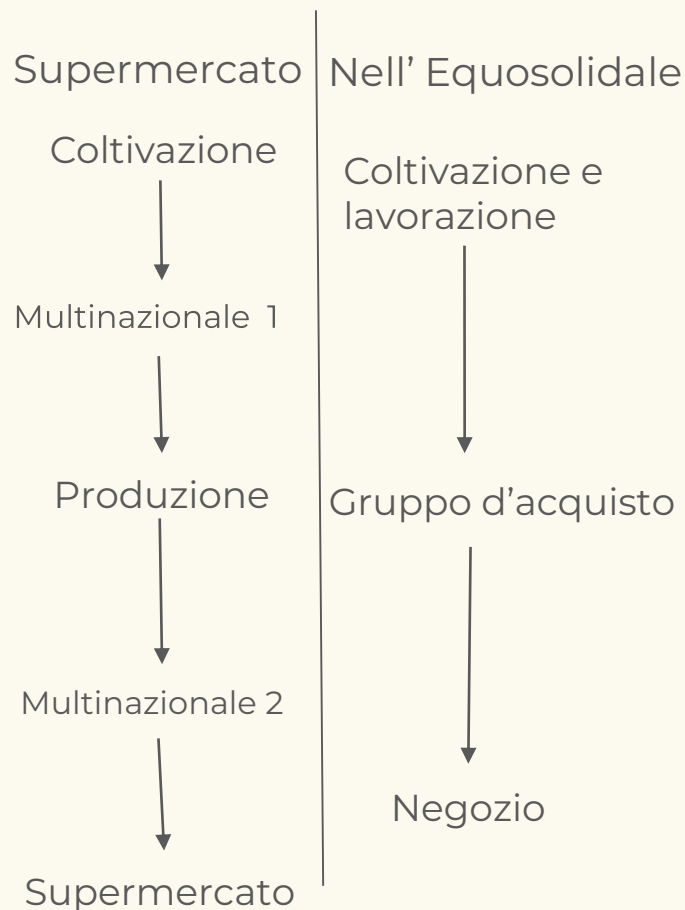 Supermercato
Coltivazione
Multinazionale 1
Produzione
Multinazionale 2
Supermercato
Nell' Equosolidale
Coltivazione e
lavorazione
Gruppo d'acquisto
Negozio